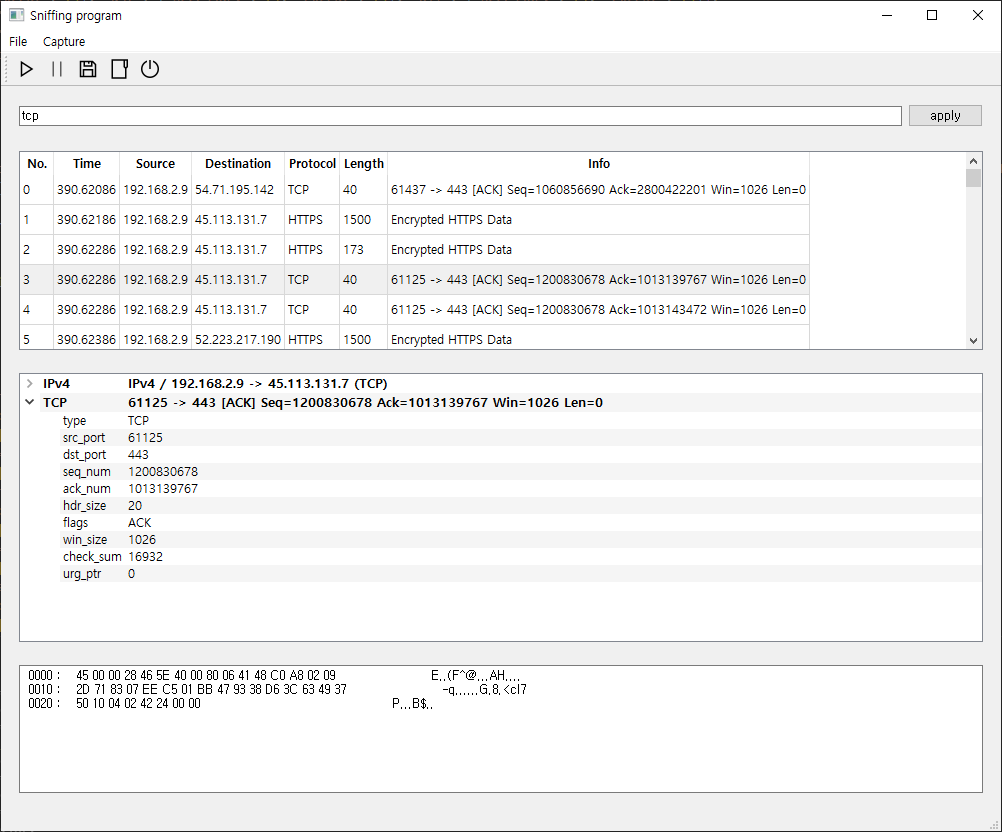 Sniffing program
File Capture
tcp apply
No. Time Source Destination Protocol Length Info
0 390.62086 192.168.2.9 54.71.195.142 TCP 40 61437 -> 443 [ACK] Seq=1060856690 Ack=2800422201 Win=1026 Len=0
1 390.62186 192.168.2.9 45.113.131.7 HTTPS 1500 Encrypted HTTPS Data
2 390.62286 192.168.2.9 45.113.131.7 HTTPS 173 Encrypted HTTPS Data
3 390.62286 192.168.2.9 45.113.131.7 TCP 40 61125 -> 443 [ACK] Seq=1200830678 Ack=1013139767 Win=1026 Len=0
4 390.62286 192.168.2.9 45.113.131.7 TCP 40 61125 -> 443 [ACK] Seq=1200830678 Ack=1013143472 Win=1026 Len=0
5 390.62386 192.168.2.9 52.223.217.190 HTTPS 1500 Encrypted HTTPS Data
IPv4 IPv4 / 192.168.2.9 -> 45.113.131.7 (TCP)
TCP 61125 -> 443 [ACK] Seq=1200830678 Ack=1013139767 Win=1026 Len=0
type TCP
src_port 61125
dst_port 443
seq_num 1200830678
ack_num 1013139767
hdr_size 20
flags ACK
win_size 1026
check_sum 16932
urg_ptr 0
0000 : 45 00 00 28 46 5E 40 00 80 06 41 48 C0 A8 02 09 E..(F^@...AH....
0010 : 2D 71 83 07 EE C5 01 BB 47 93 38 D6 3C 63 49 37 -q......G.8.<cI7
0020 : 50 10 04 02 42 24 00 00 P...B$..